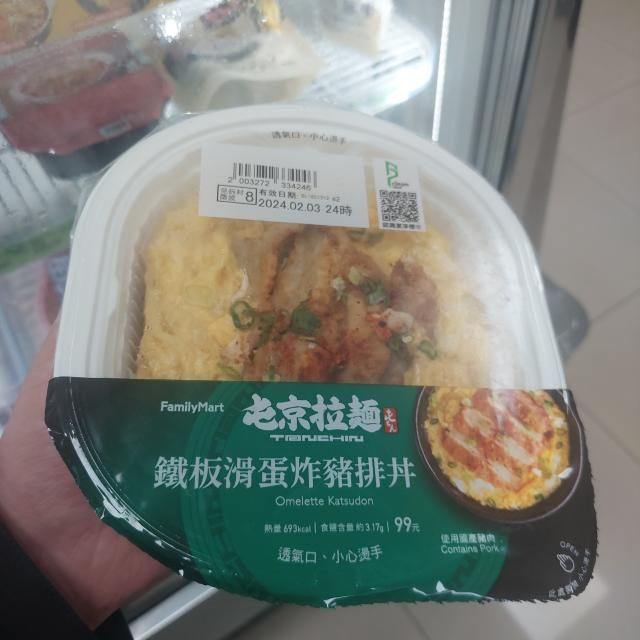 透氣口、小心燙手
2 003272 334246
8 有效日期
2024.02.03 24時
clean
FamilyMart
屯京拉麵
TONCHIN
鐵板滑蛋炸豬排丼
Omelette Katsudon
熱量 693kcal | 食鹽含量 約3.17g | 99元
透氣口、小心燙手
使用國產豬肉
Contains Pork
OPEN